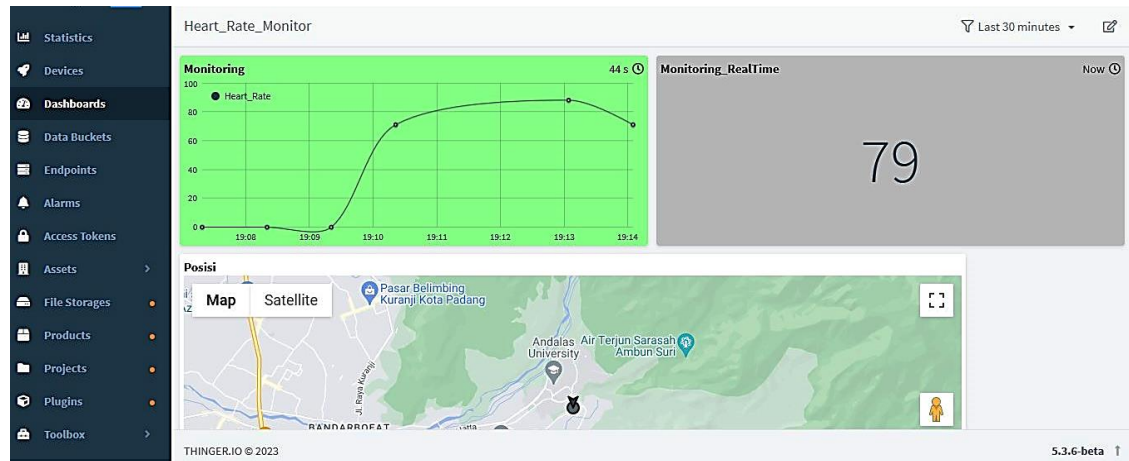 Statistics
Devices
Dashboards
Data Buckets
Endpoints
Alarms
Access Tokens
Assets
File Storages
Products
Projects
Plugins
Toolbox
Heart_Rate_Monitor
Last 30 minutes
Monitoring
44 s
Heart_Rate
100
80
60
40
20
0
19:08 19:09 19:10 19:11 19:12 19:13 19:14
Monitoring_RealTime
Now
79
Posisi
Map Satellite
Pasar Belimbing
Kuranji Kota Padang
Andalas
University
Air Terjun Sarasah
Ambun Suri
Jl. Raya Kuranji
THINGER.IO © 2023
5.3.6-beta